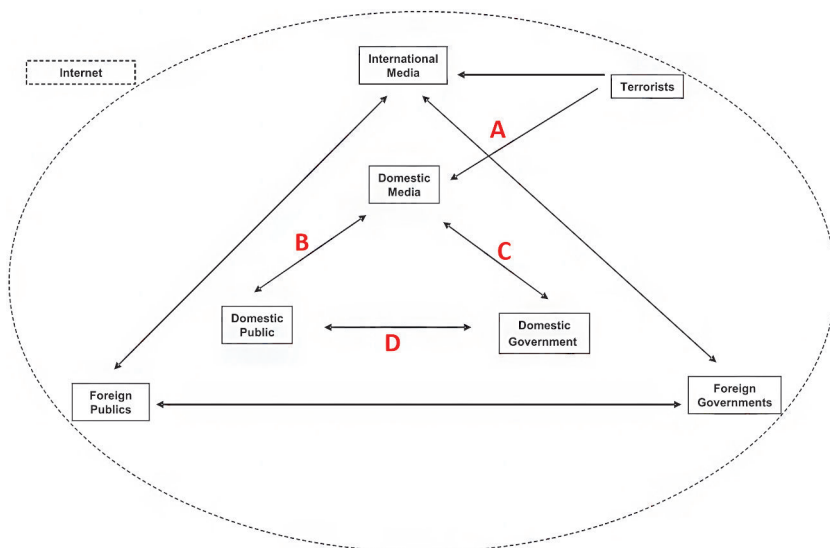 International
Media
Internet
Terrorists
A
Domestic
Media
B
C
Domestic
Public
Domestic
Government
D
Foreign
Publics
Foreign
Governments